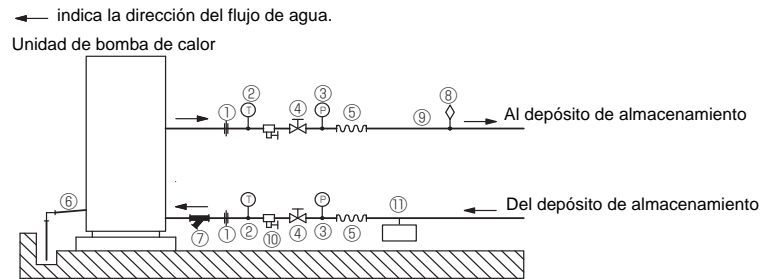 ← indica la dirección del flujo de agua.
Unidad de bomba de calor
① ② ④ ③ ⑤ ⑨ ⑧
T P
Al depósito de almacenamiento
⑥
T P
Del depósito de almacenamiento
⑦ ① ② ⑩ ④ ③ ⑤ ⑪